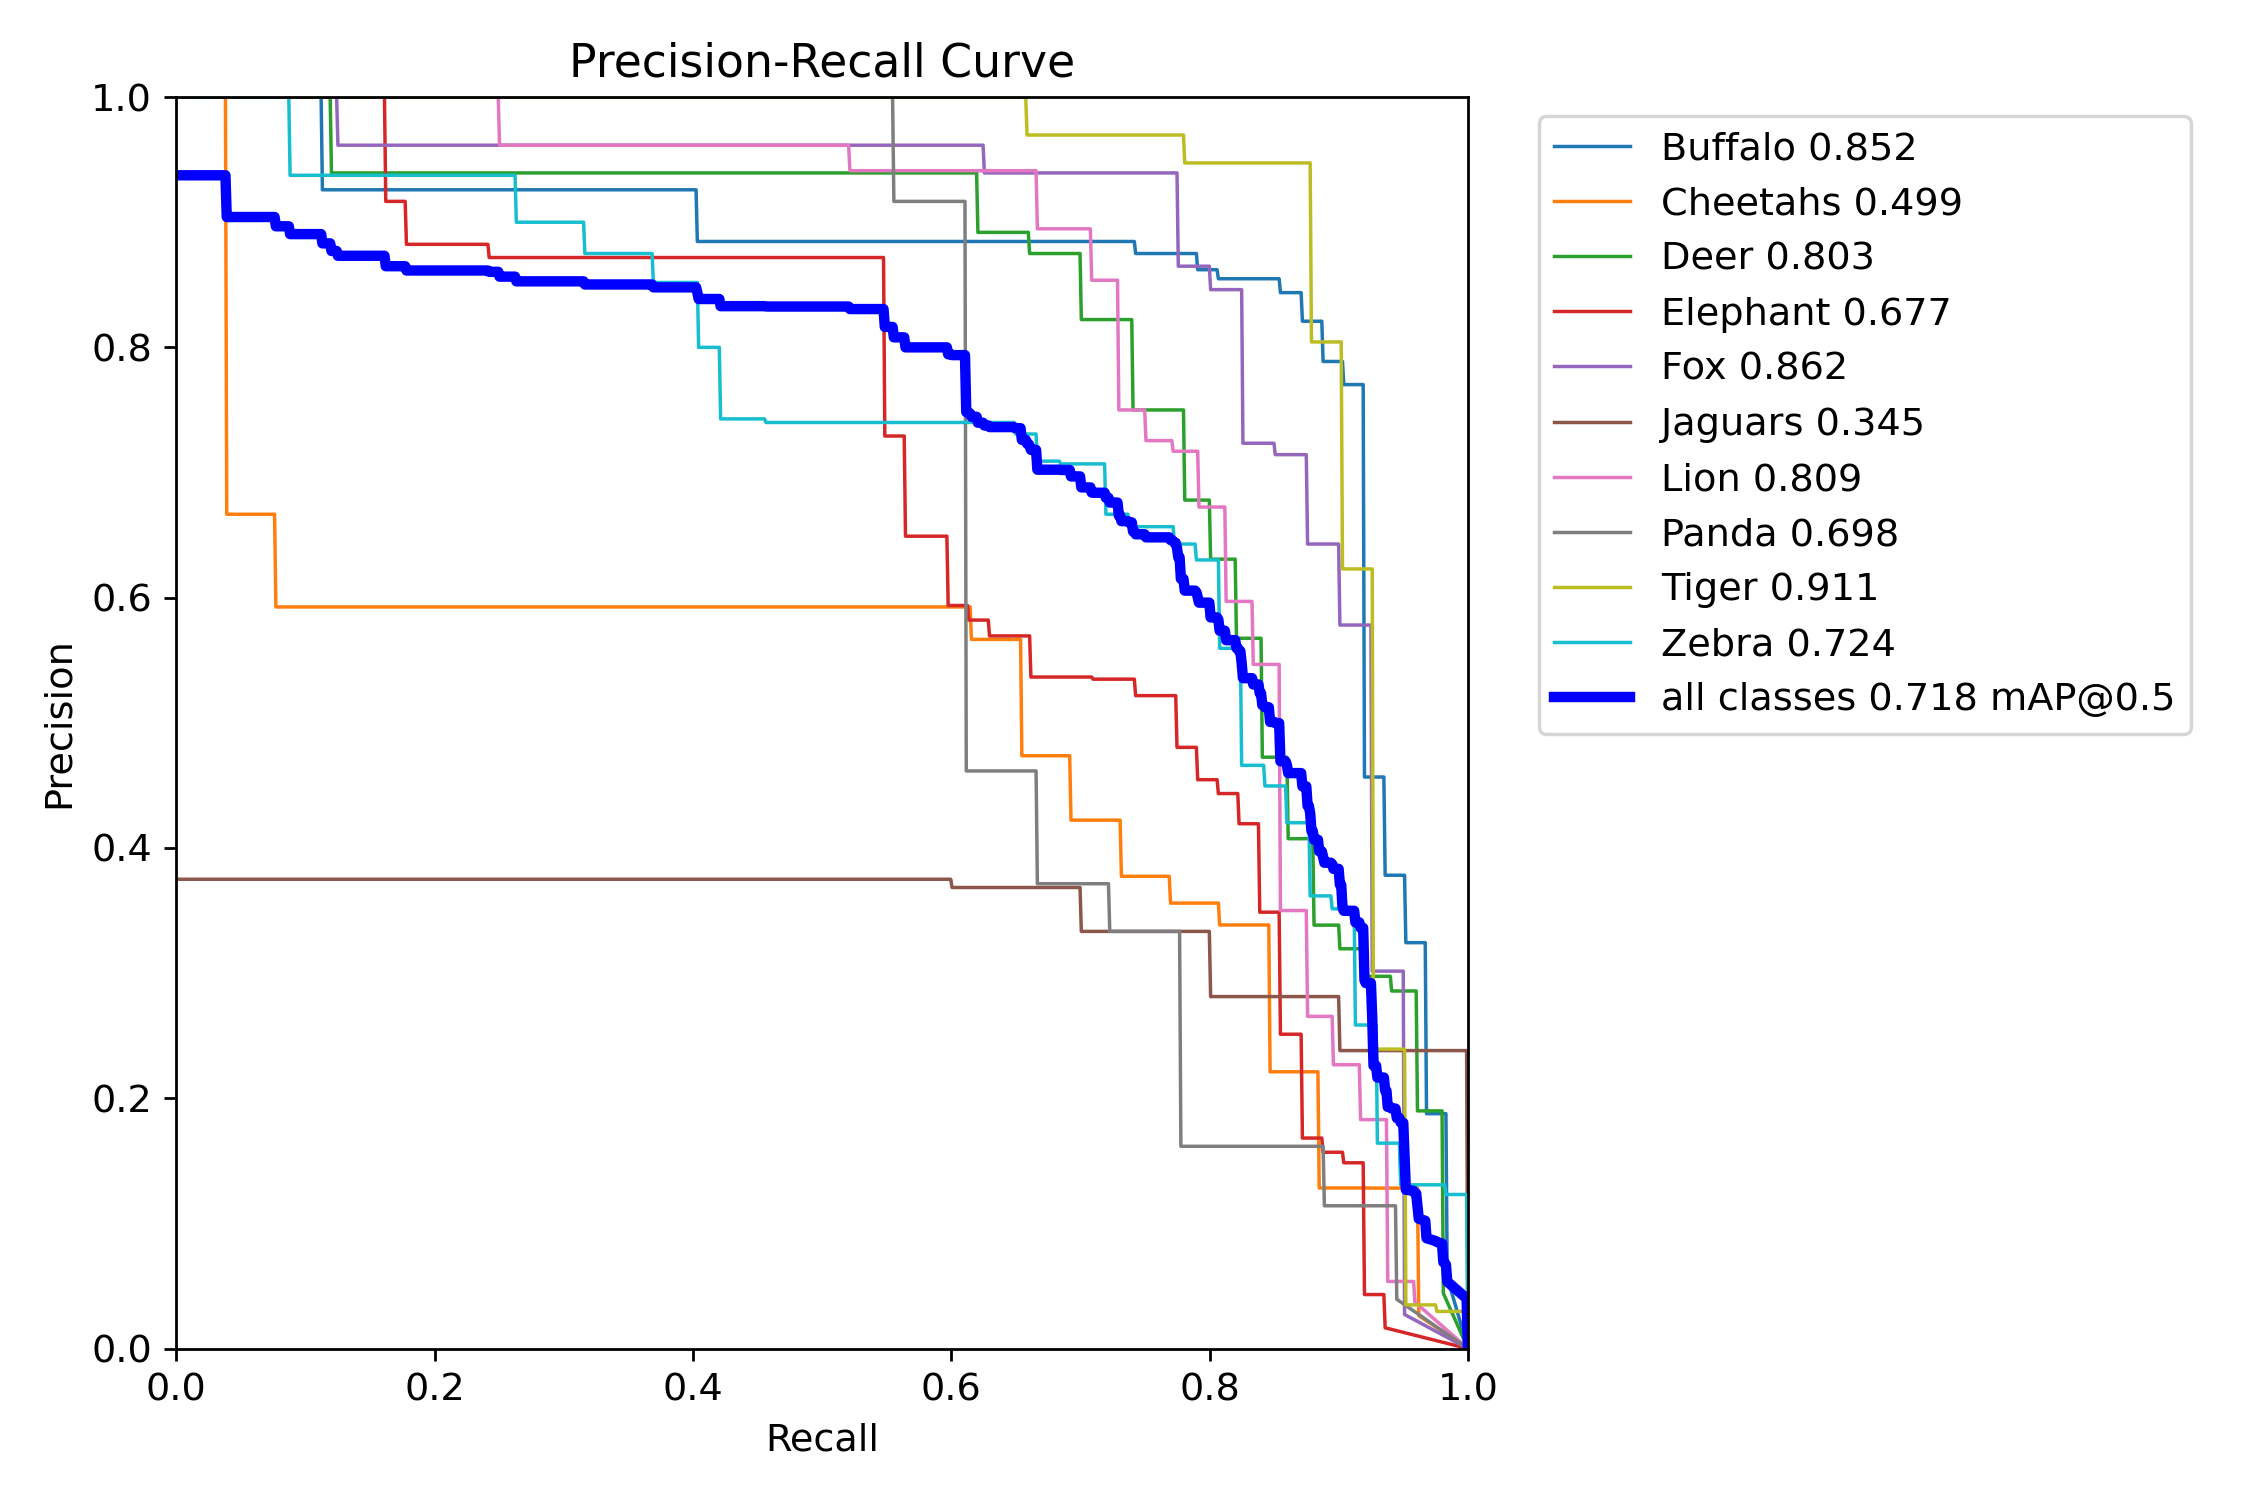 Precision-Recall Curve
1.0
0.8
0.6
0.4
0.2
0.0
Precision
0.0 0.2 0.4 0.6 0.8 1.0
Recall
Buffalo 0.852
Cheetahs 0.499
Deer 0.803
Elephant 0.677
Fox 0.862
Jaguars 0.345
Lion 0.809
Panda 0.698
Tiger 0.911
Zebra 0.724
all classes 0.718 mAP@0.5